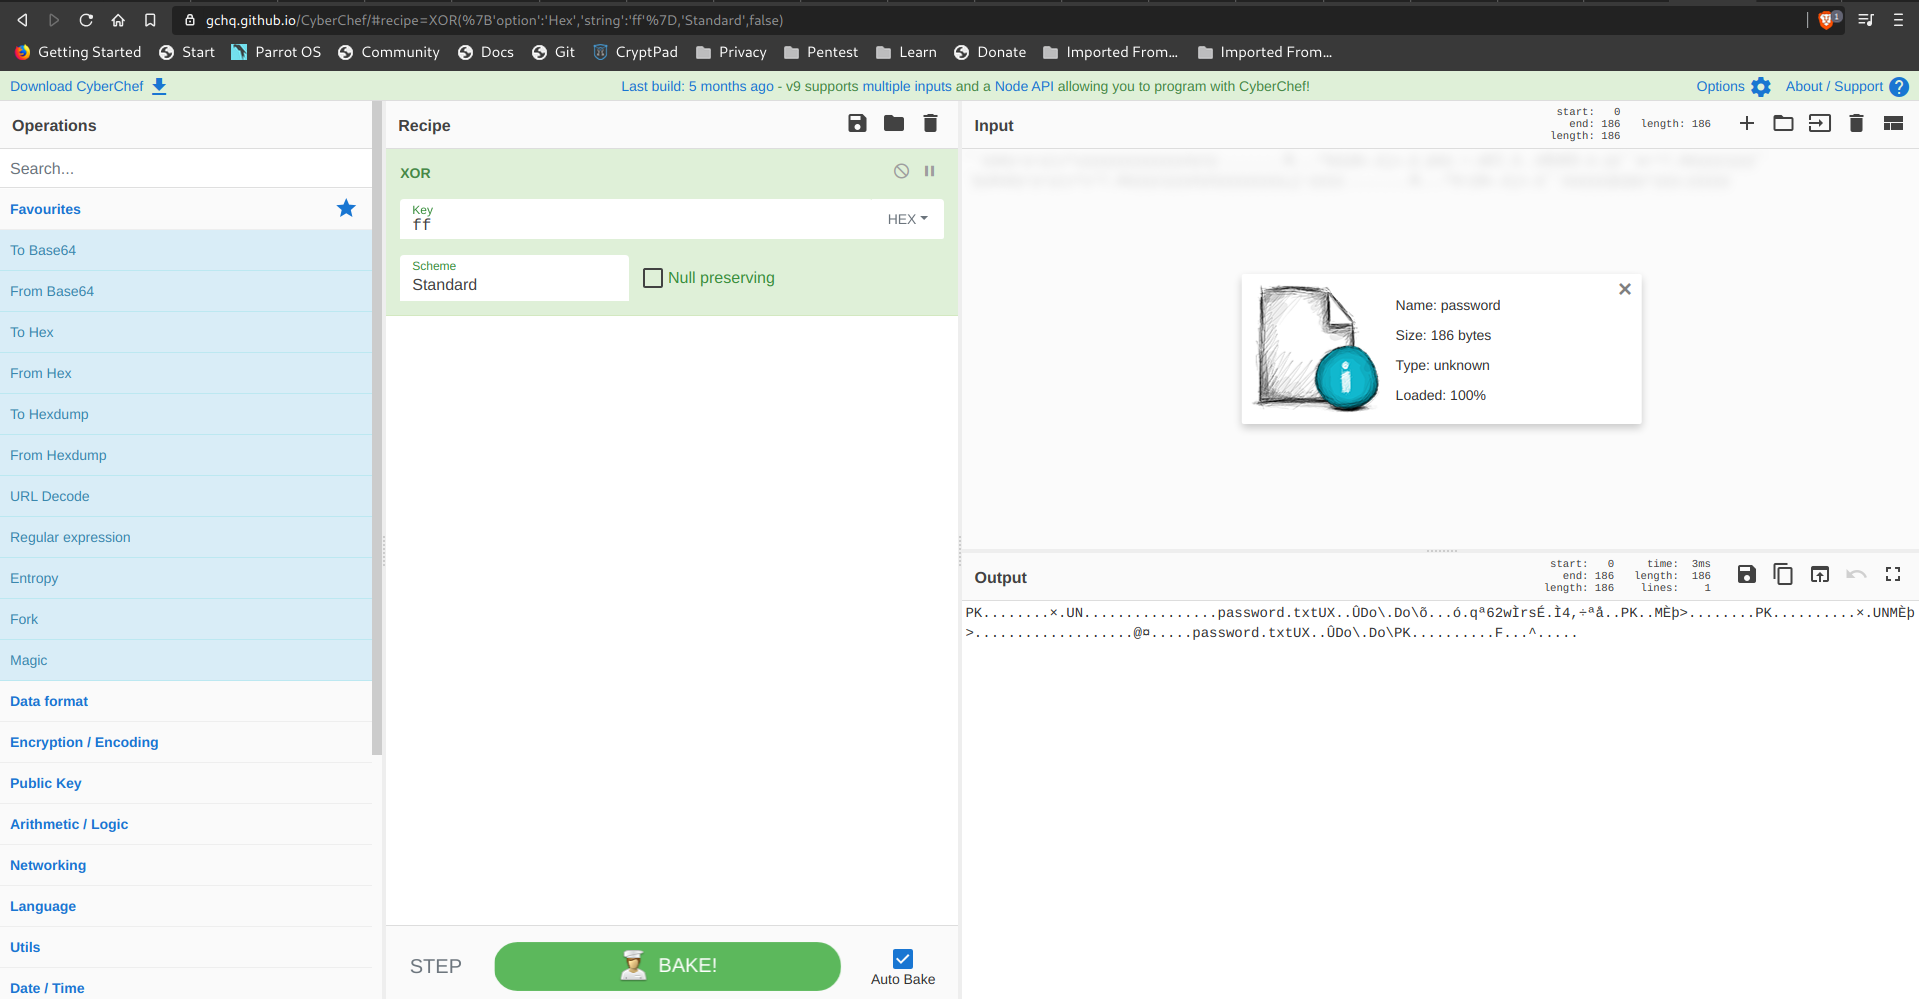 gchq.github.io/CyberChef/#recipe=XOR(%7B'option':'Hex','string':'ff'%7D,'Standard',false)
1
Getting Started Start Parrot OS Community Docs Git CryptPad Privacy Pentest Learn Donate Imported From... Imported From...
Download CyberChef Last build: 5 months ago - v9 supports multiple inputs and a Node API allowing you to program with CyberChef! Options About / Support
Operations
Search...
Favourites
To Base64
From Base64
To Hex
From Hex
To Hexdump
From Hexdump
URL Decode
Regular expression
Entropy
Fork
Magic
Data format
Encryption / Encoding
Public Key
Arithmetic / Logic
Networking
Language
Utils
Date / Time
Recipe
XOR
Key
ff HEX
Scheme
Standard Null preserving
STEP BAKE! Auto Bake
Input
start: 0
end: 186 length: 186
length: 186
Name: password
Size: 186 bytes
Type: unknown
Loaded: 100%
Output
start: 0 time: 3ms
end: 186 length: 186
length: 186 lines: 1
PK........×.UN................password.txtUX..ÛDo\.Do\õ...ó.qª62wÌrsÉ.Ì4,÷ªå..PK..MÈþ>........PK..........×.UNMÈþ
>...................@¤.....password.txtUX..ÛDo\.Do\PK..........F...^.....